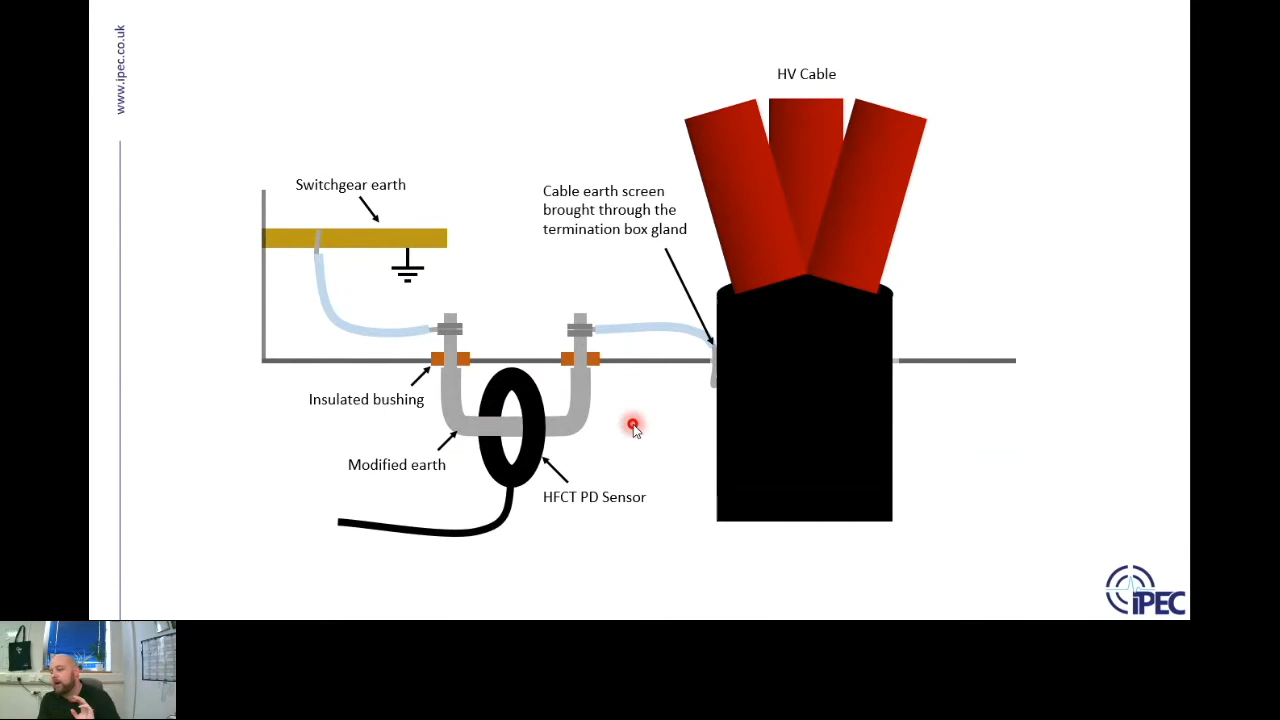 www.ipec.co.uk
HV Cable
Switchgear earth
Cable earth screen
brought through the
termination box gland
Insulated bushing
Modified earth
HFCT PD Sensor
iPEC